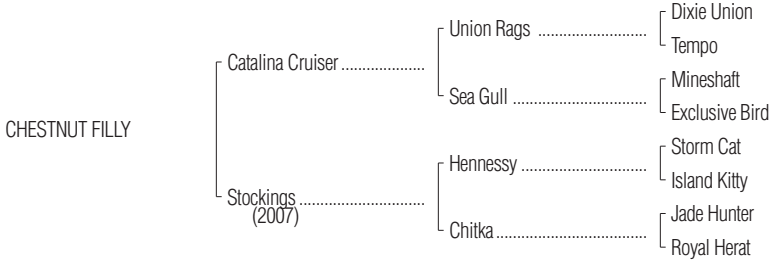 Dixie Union
Union Rags ........................
Tempo
Catalina Cruiser ...................
Mineshaft
Sea Gull ..............................
Exclusive Bird
CHESTNUT FILLY
Storm Cat
Hennessy ............................
Island Kitty
Stockings ............................
(2007)
Jade Hunter
Chitka ..................................
Royal Herat